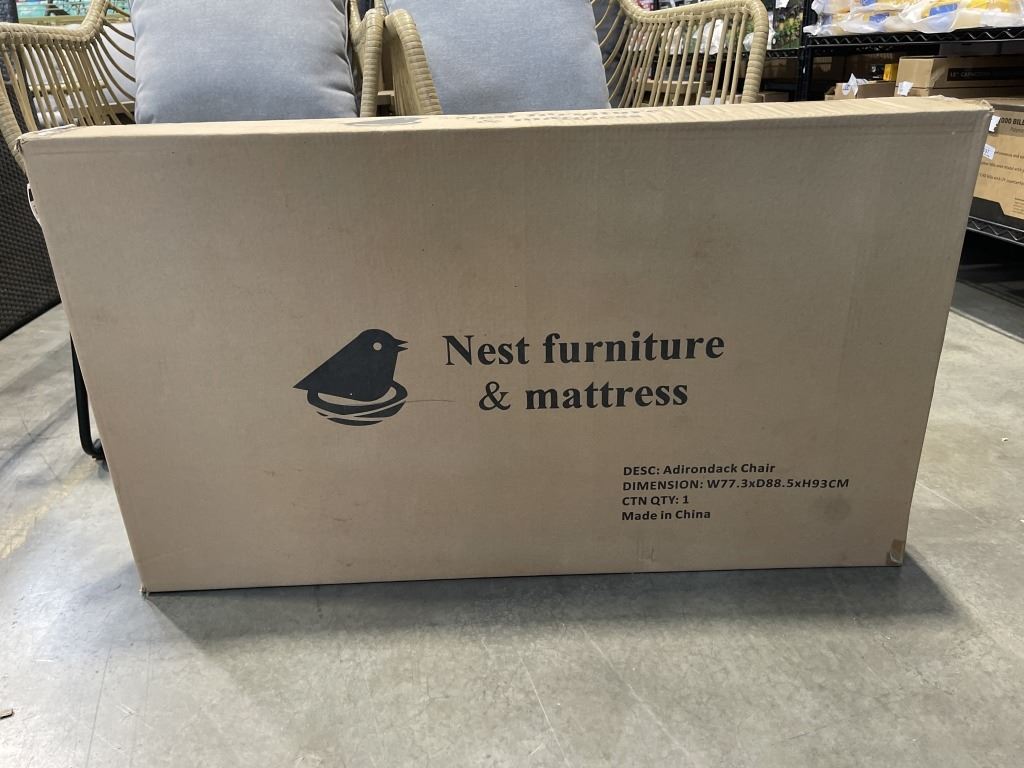 Nest furniture
& mattress
DESC: Adirondack Chair
DIMENSION: W77.3xD88.5xH93CM
CTN QTY: 1
Made in China